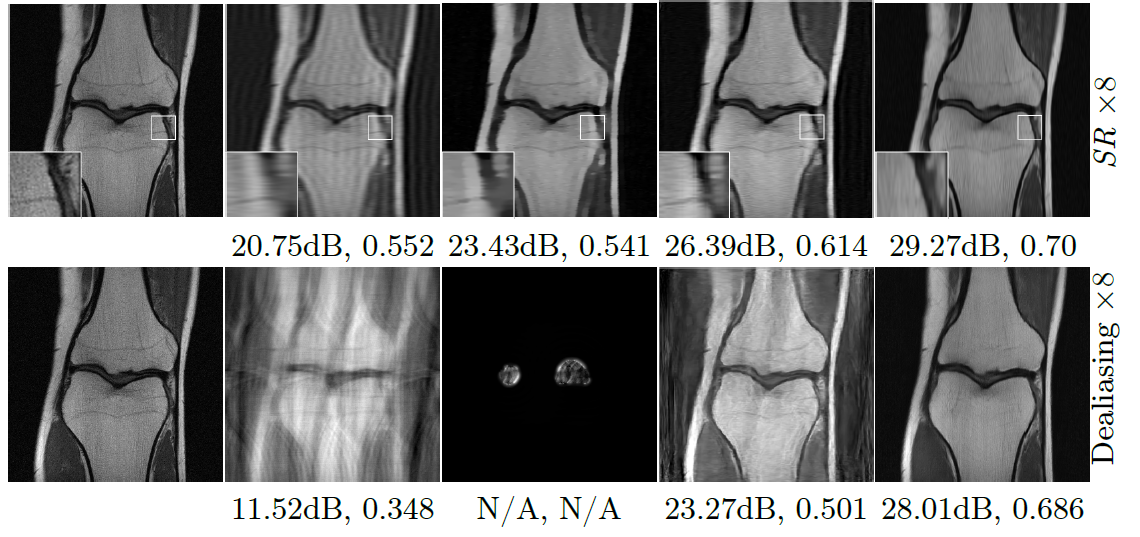 SR ×8
20.75dB, 0.552 23.43dB, 0.541 26.39dB, 0.614 29.27dB, 0.70
Dealiasing ×8
11.52dB, 0.348 N/A, N/A 23.27dB, 0.501 28.01dB, 0.686